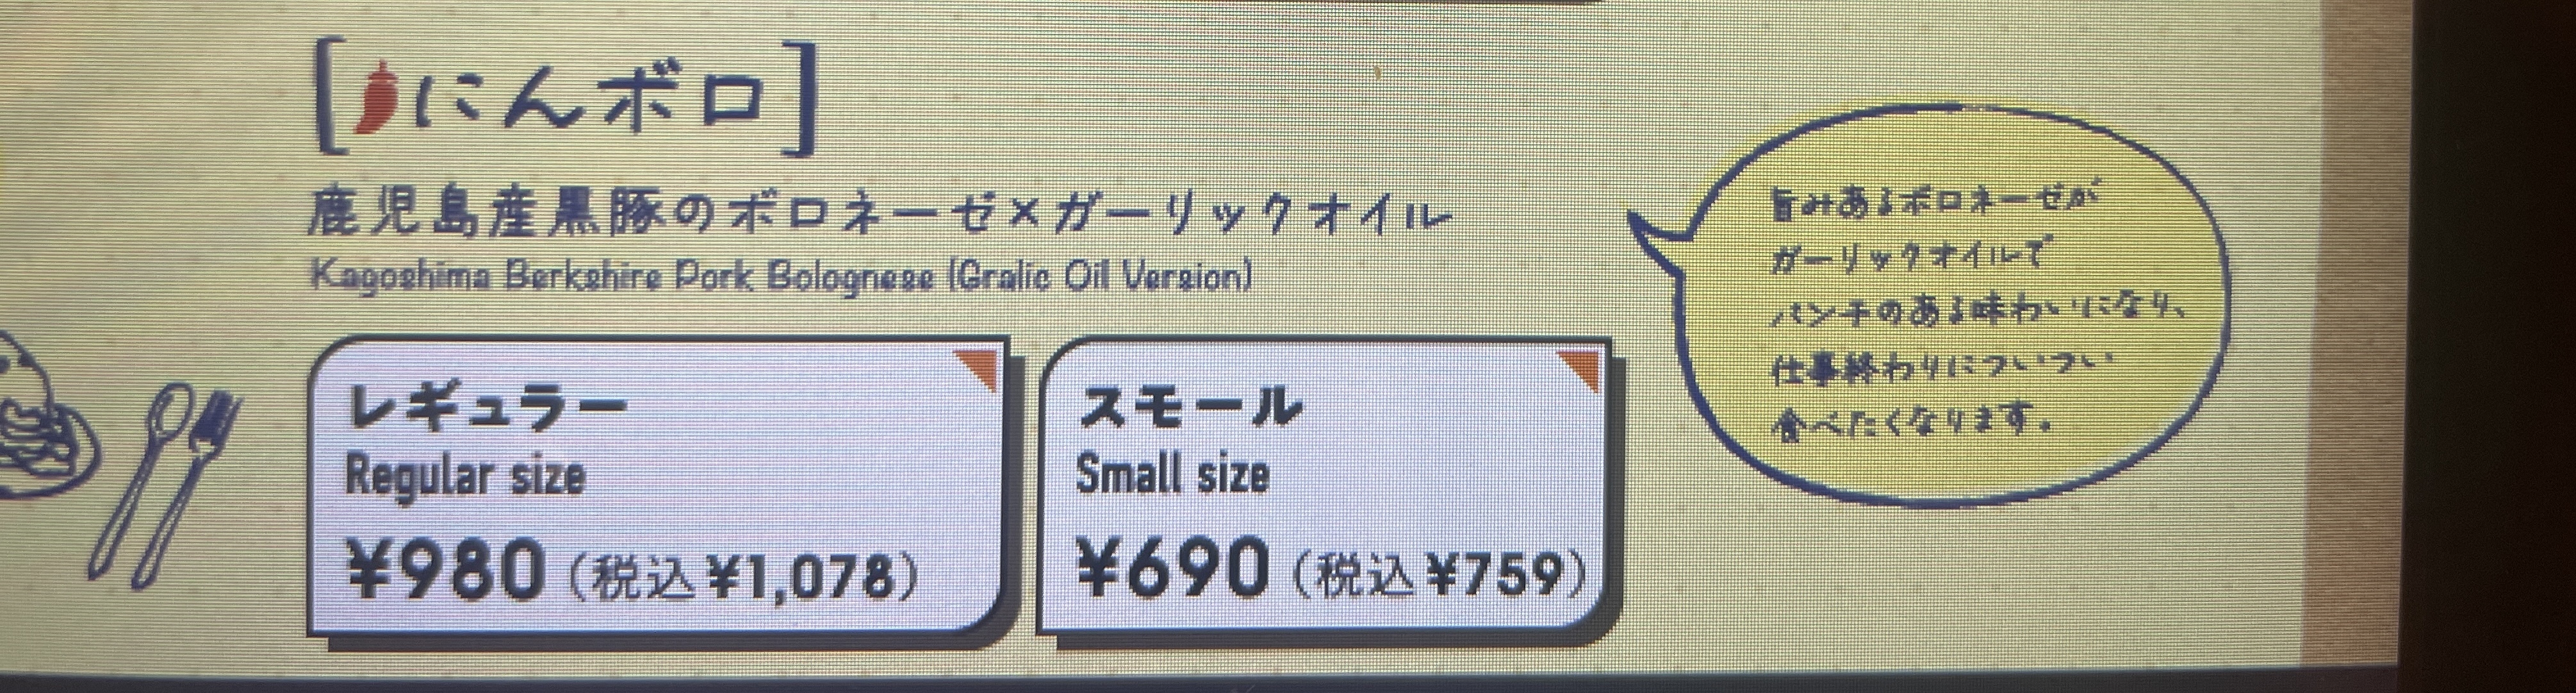 [にんボロ]
鹿児島産黒豚のボロネーゼ×ガーリックオイル
Kagoshima Berkshire Pork Bolognese (Gralic Oil Version)
レギュラー
Regular size
¥980(税込¥1,078)
スモール
Small size
¥690(税込¥759)
旨みあるボロネーゼが
ガーリックオイルで
パンチのある味わいになり、
仕事終わりについつい
食べたくなります。